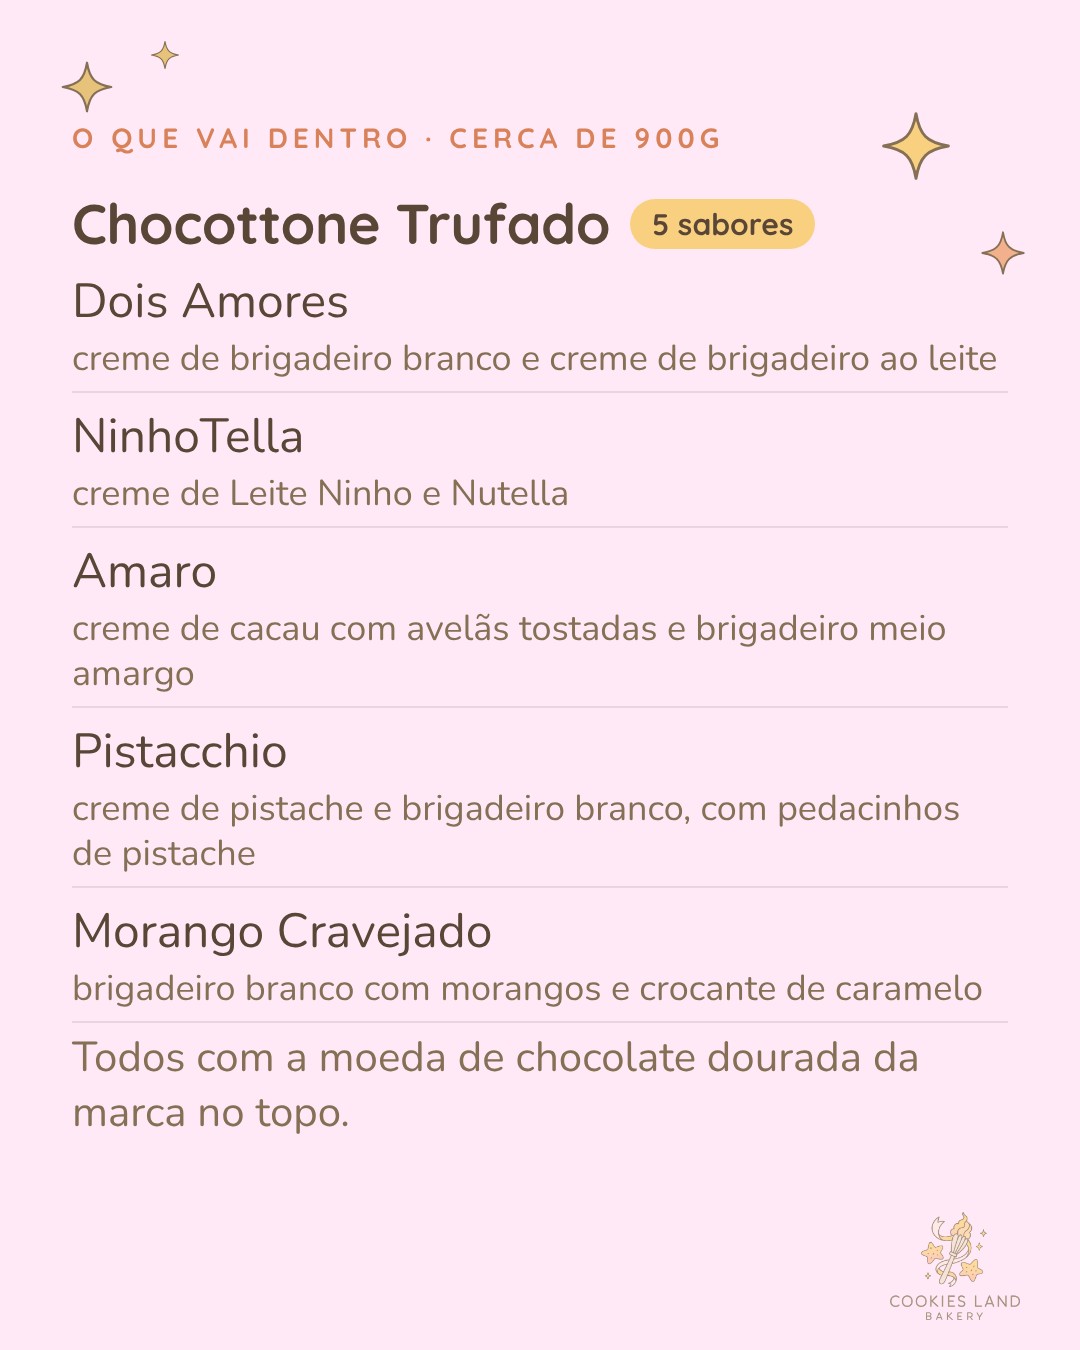 O QUE VAI DENTRO · CERCA DE 900G
Chocottone Trufado 5 sabores
Dois Amores
creme de brigadeiro branco e creme de brigadeiro ao leite
NinhoTella
creme de Leite Ninho e Nutella
Amaro
creme de cacau com avelãs tostadas e brigadeiro meio
amargo
Pistacchio
creme de pistache e brigadeiro branco, com pedacinhos
de pistache
Morango Cravejado
brigadeiro branco com morangos e crocante de caramelo
Todos com a moeda de chocolate dourada da
marca no topo.
COOKIES LAND
BAKERY